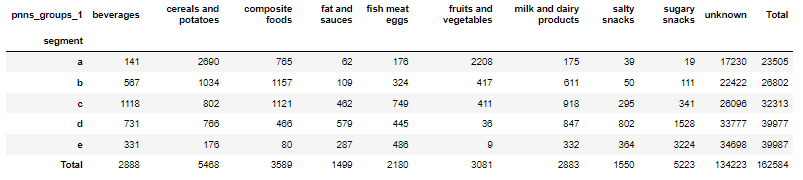 pnns_groups_1 beverages cereals and potatoes composite foods fat and sauces fish meat eggs fruits and vegetables milk and dairy products salty snacks sugary snacks unknown Total
segment
a 141 2690 765 62 176 2208 175 39 19 17230 23505
b 567 1034 1157 109 324 417 611 50 111 22422 26802
c 1118 802 1121 462 749 411 918 295 341 26096 32313
d 731 766 466 579 445 36 847 802 1528 33777 39977
e 331 176 80 287 486 9 332 364 3224 34698 39987
Total 2888 5468 3589 1499 2180 3081 2883 1550 5223 134223 162584